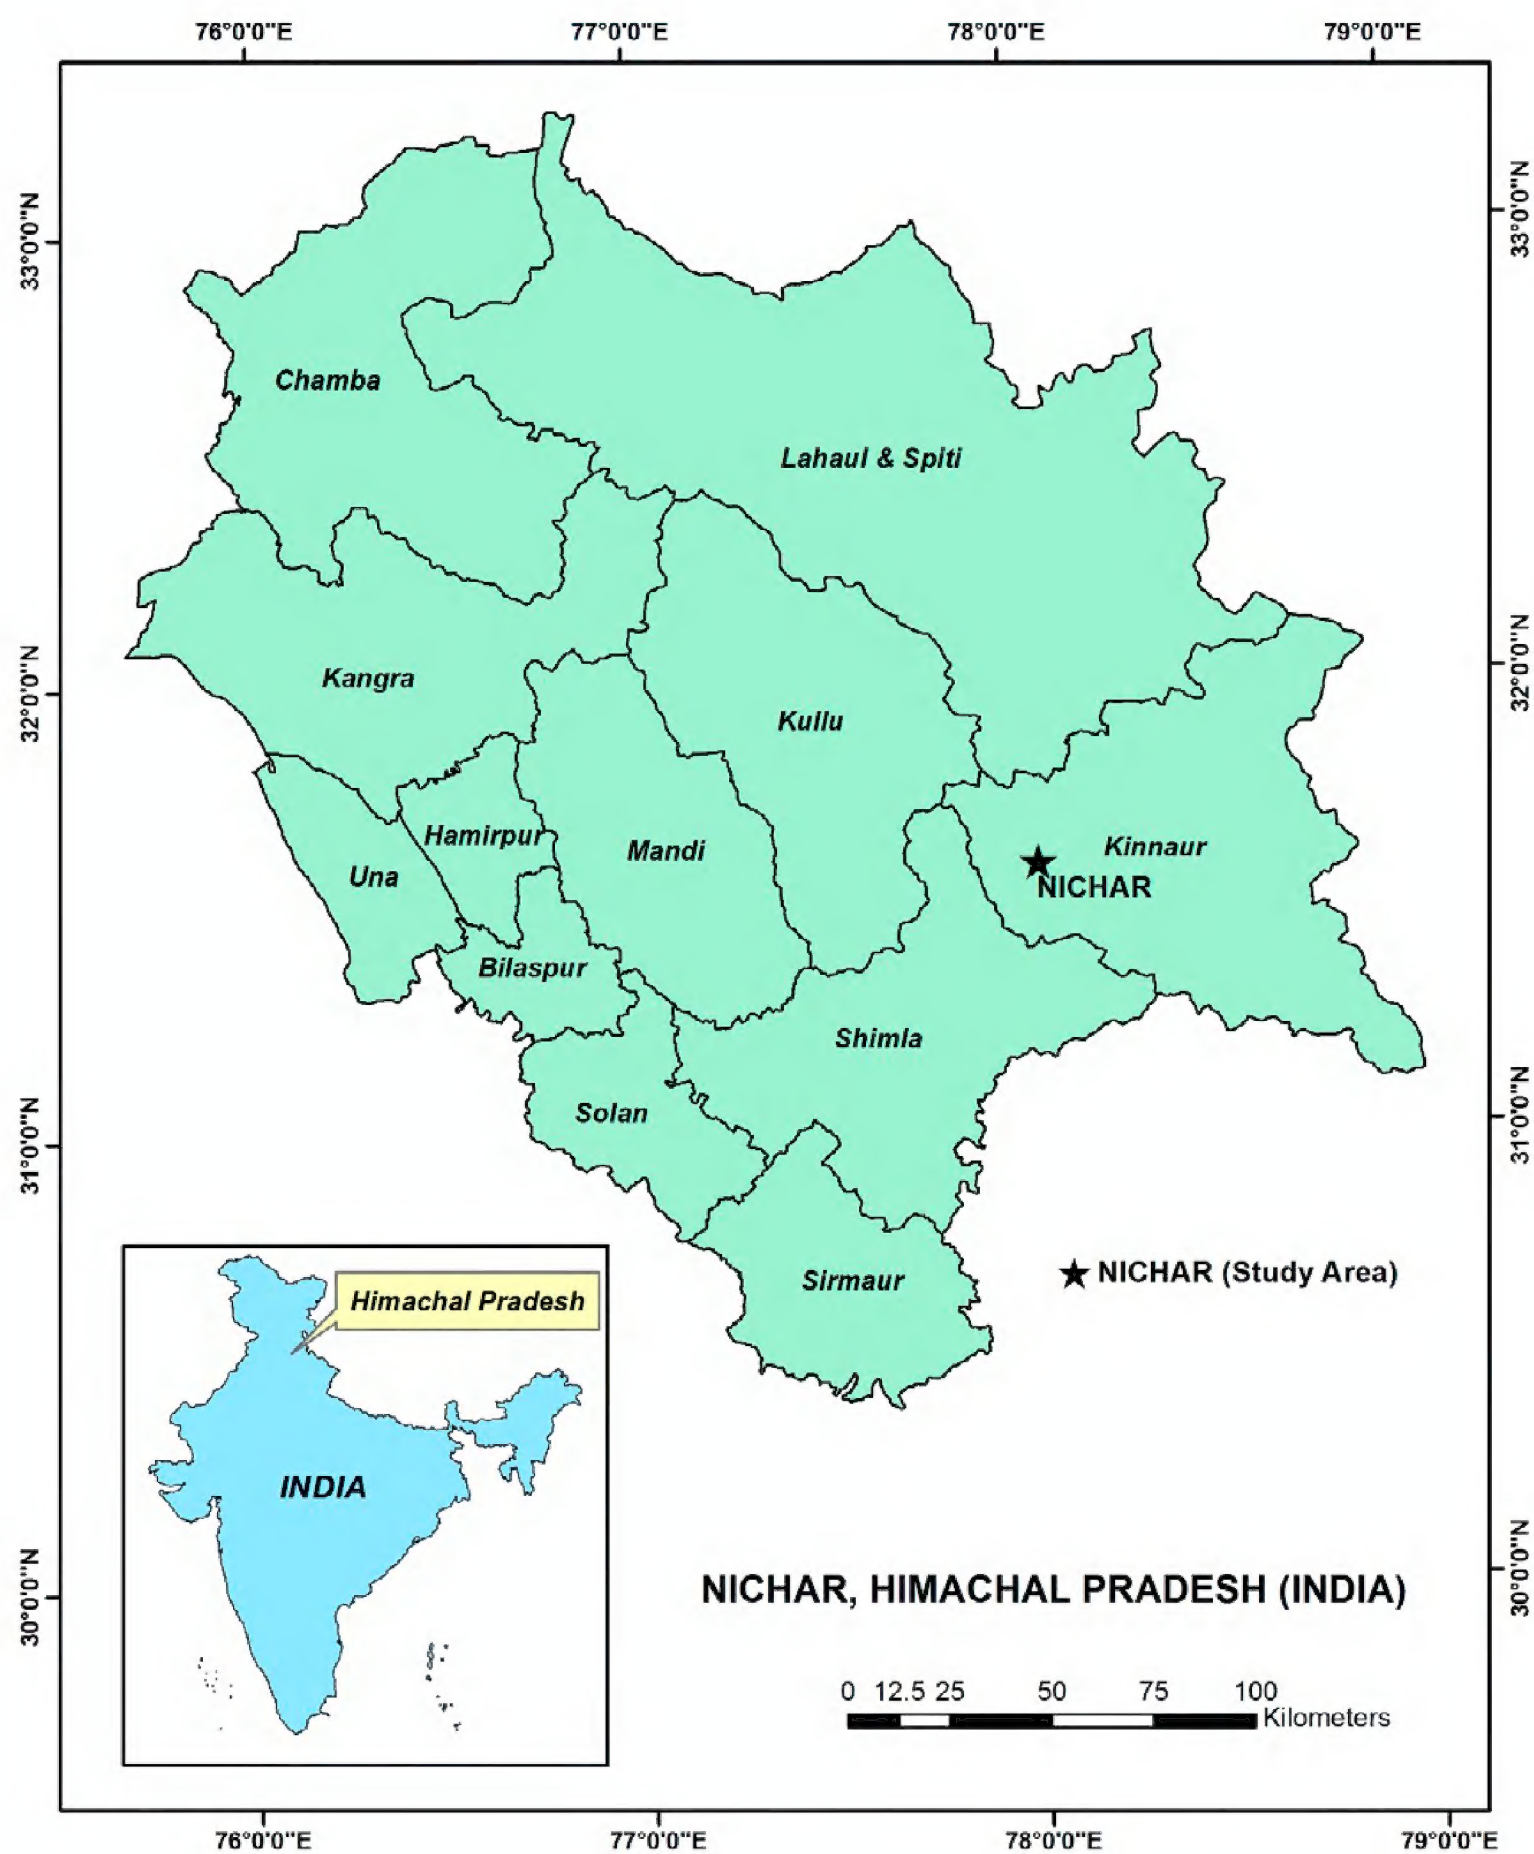 76°0'0"E 77°0'0"E 78°0'0"E 79°0'0"E
33°0'0"N
33°0'0"N
Chamba
Lahaul & Spiti
32°0'0"N
32°0'0"N
Kangra
Kullu
Hamirpur
Mandi
Kinnaur
Una
NICHAR
Bilaspur
Shimla
Solan
31°0'0"N
31°0'0"N
Sirmaur
NICHAR (Study Area)
Himachal Pradesh
INDIA
30°0'0"N
30°0'0"N
NICHAR, HIMACHAL PRADESH (INDIA)
0 12.5 25 50 75 100
Kilometers
76°0'0"E 77°0'0"E 78°0'0"E 79°0'0"E